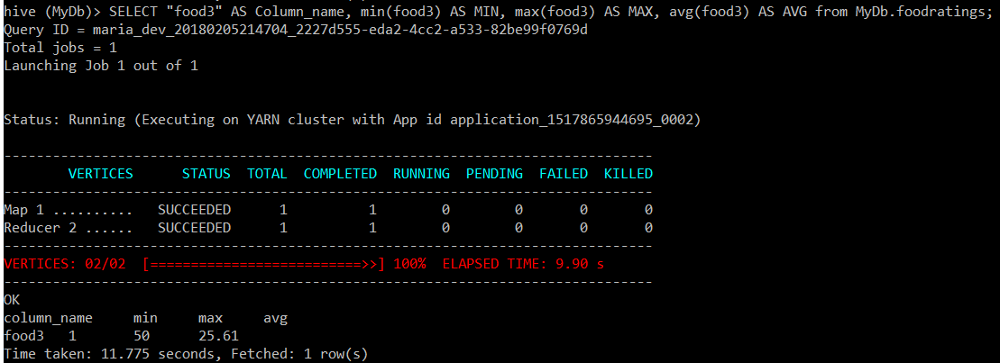 hive (MyDb)> SELECT "food3" AS Column_name, min(food3) AS MIN, max(food3) AS MAX, avg(food3) AS AVG from MyDb.foodratings;
Query ID = maria_dev_20180205214704_2227d555-eda2-4cc2-a533-82be99f0769d
Total jobs = 1
Launching Job 1 out of 1
Status: Running (Executing on YARN cluster with App id application_1517865944695_0002)
--------------------------------------------------------------------------------
        VERTICES      STATUS  TOTAL  COMPLETED  RUNNING  PENDING  FAILED  KILLED
--------------------------------------------------------------------------------
Map 1 ..........   SUCCEEDED      1          1        0        0       0       0
Reducer 2 ......   SUCCEEDED      1          1        0        0       0       0
--------------------------------------------------------------------------------
VERTICES: 02/02  [==========================>>] 100%  ELAPSED TIME: 9.90 s
--------------------------------------------------------------------------------
OK
column_name     min     max     avg
food3   1       50      25.61
Time taken: 11.775 seconds, Fetched: 1 row(s)